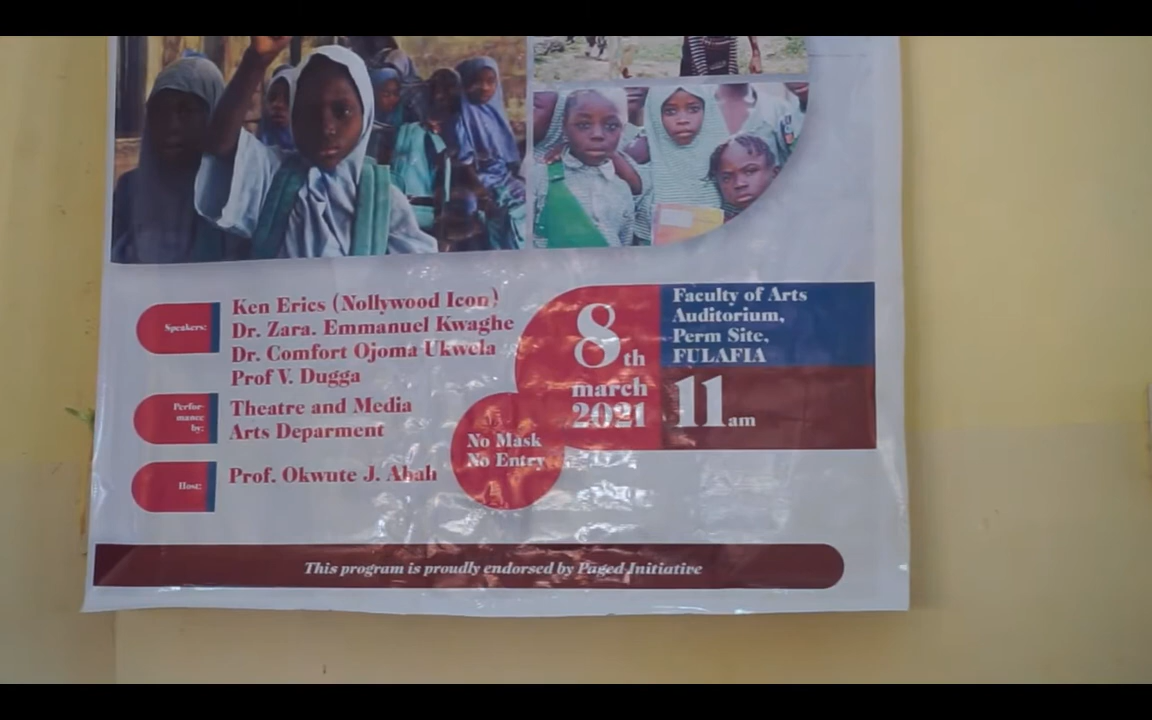 Speakers:
Ken Erics (Nollywood Icon)
Dr. Zara. Emmanuel Kwaghe
Dr. Comfort Ojoma Ukwela
Prof V. Dugga
Perfor-
mance
by:
Theatre and Media
Arts Deparment
Host:
Prof. Okwute J. Abah
No Mask
No Entry
8th
march
2021
Faculty of Arts
Auditorium,
Perm Site,
FULAFIA
11am
This program is proudly endorsed by Paged Initiative